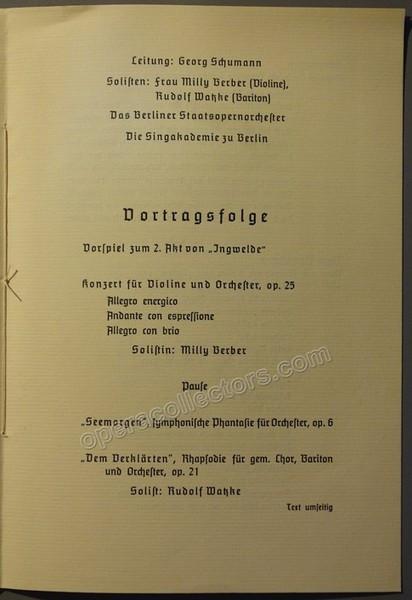 Leitung: Georg Schumann
Solisten: Frau Milly Berber (Violine),
Rudolf Watzke (Bariton)
Das Berliner Staatsopernorchester
Die Singakademie zu Berlin
Vortragsfolge
Vorspiel zum 2. Akt von „Ingwelde"
Konzert für Violine und Orchester, op. 25
Allegro energico
Andante con espressione
Allegro con brio
Solistin: Milly Berber
Pause
„Seemorgen", symphonische Phantasie für Orchester, op. 6
„Dem Verklärten", Rhapsodie für gem. Chor, Bariton
und Orchester, op. 21
Solist: Rudolf Watzke
Text umseitig
operacollectors.com